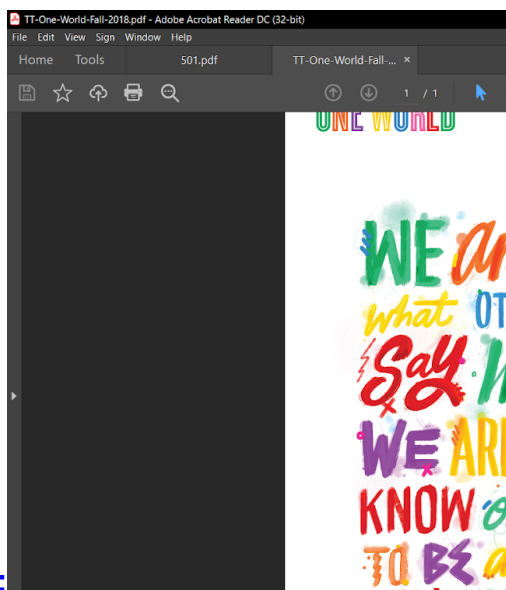 TT-One-World-Fall-2018.pdf - Adobe Acrobat Reader DC (32-bit)
File Edit View Sign Window Help
Home Tools 501.pdf TT-One-World-Fall-... ×
1 / 1
ONE WORLD
WE
what
Say
WE ARE
KNOW
TO BE